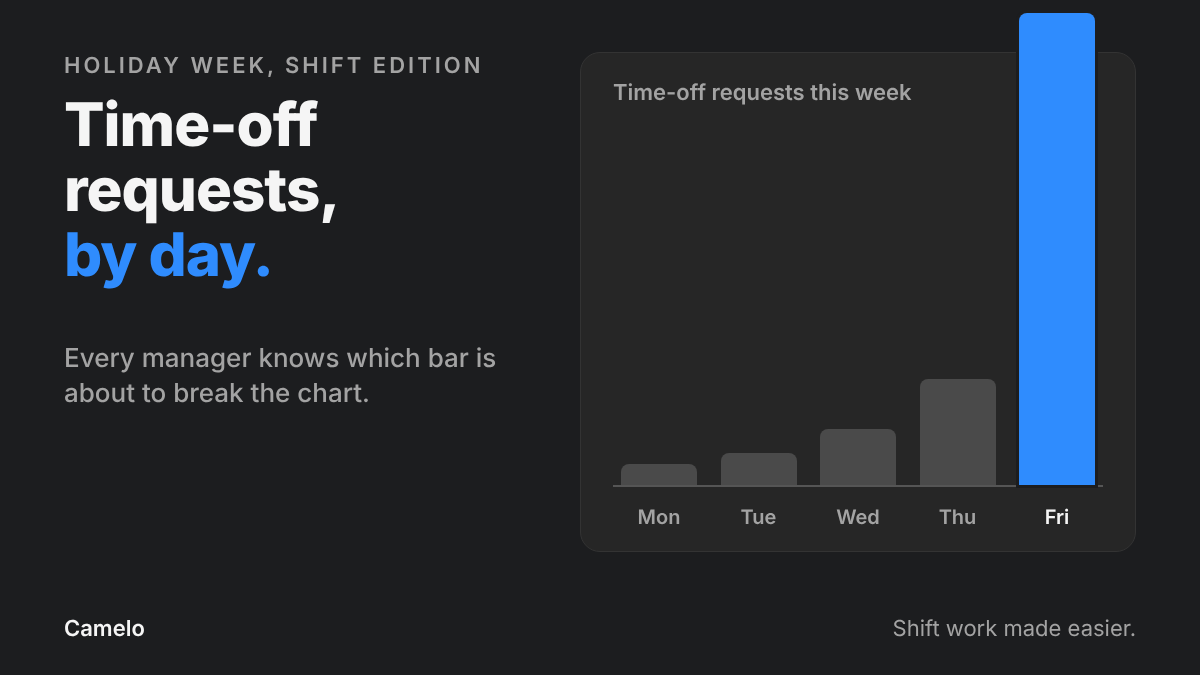 HOLIDAY WEEK, SHIFT EDITION
Time-off
requests,
by day.
Every manager knows which bar is
about to break the chart.
Time-off requests this week
Mon Tue Wed Thu Fri
Camelo
Shift work made easier.